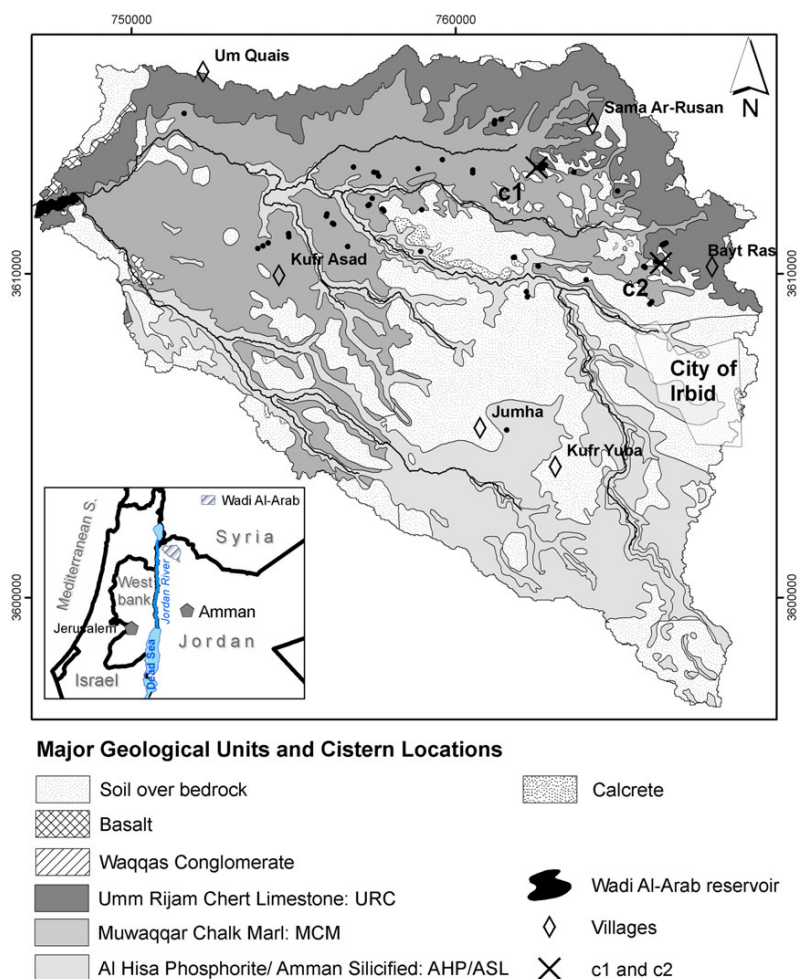 750000
760000
Um Quais
N
Sama Ar-Rusan
c1
Bayt Ras
3610000
3610000
Kufr Asad
c2
City of
Irbid
Jumha
Kufr Yuba
Wadi Al-Arab
Mediterranean S.
Syria
West
bank
Jordan River
Amman
Jerusalem
Jordan
Dead Sea
Israel
3600000
3600000
Major Geological Units and Cistern Locations
Soil over bedrock
Calcrete
Basalt
Waqqas Conglomerate
Umm Rijam Chert Limestone: URC
Wadi Al-Arab reservoir
Muwaqqar Chalk Marl: MCM
Villages
Al Hisa Phosphorite/ Amman Silicified: AHP/ASL
c1 and c2